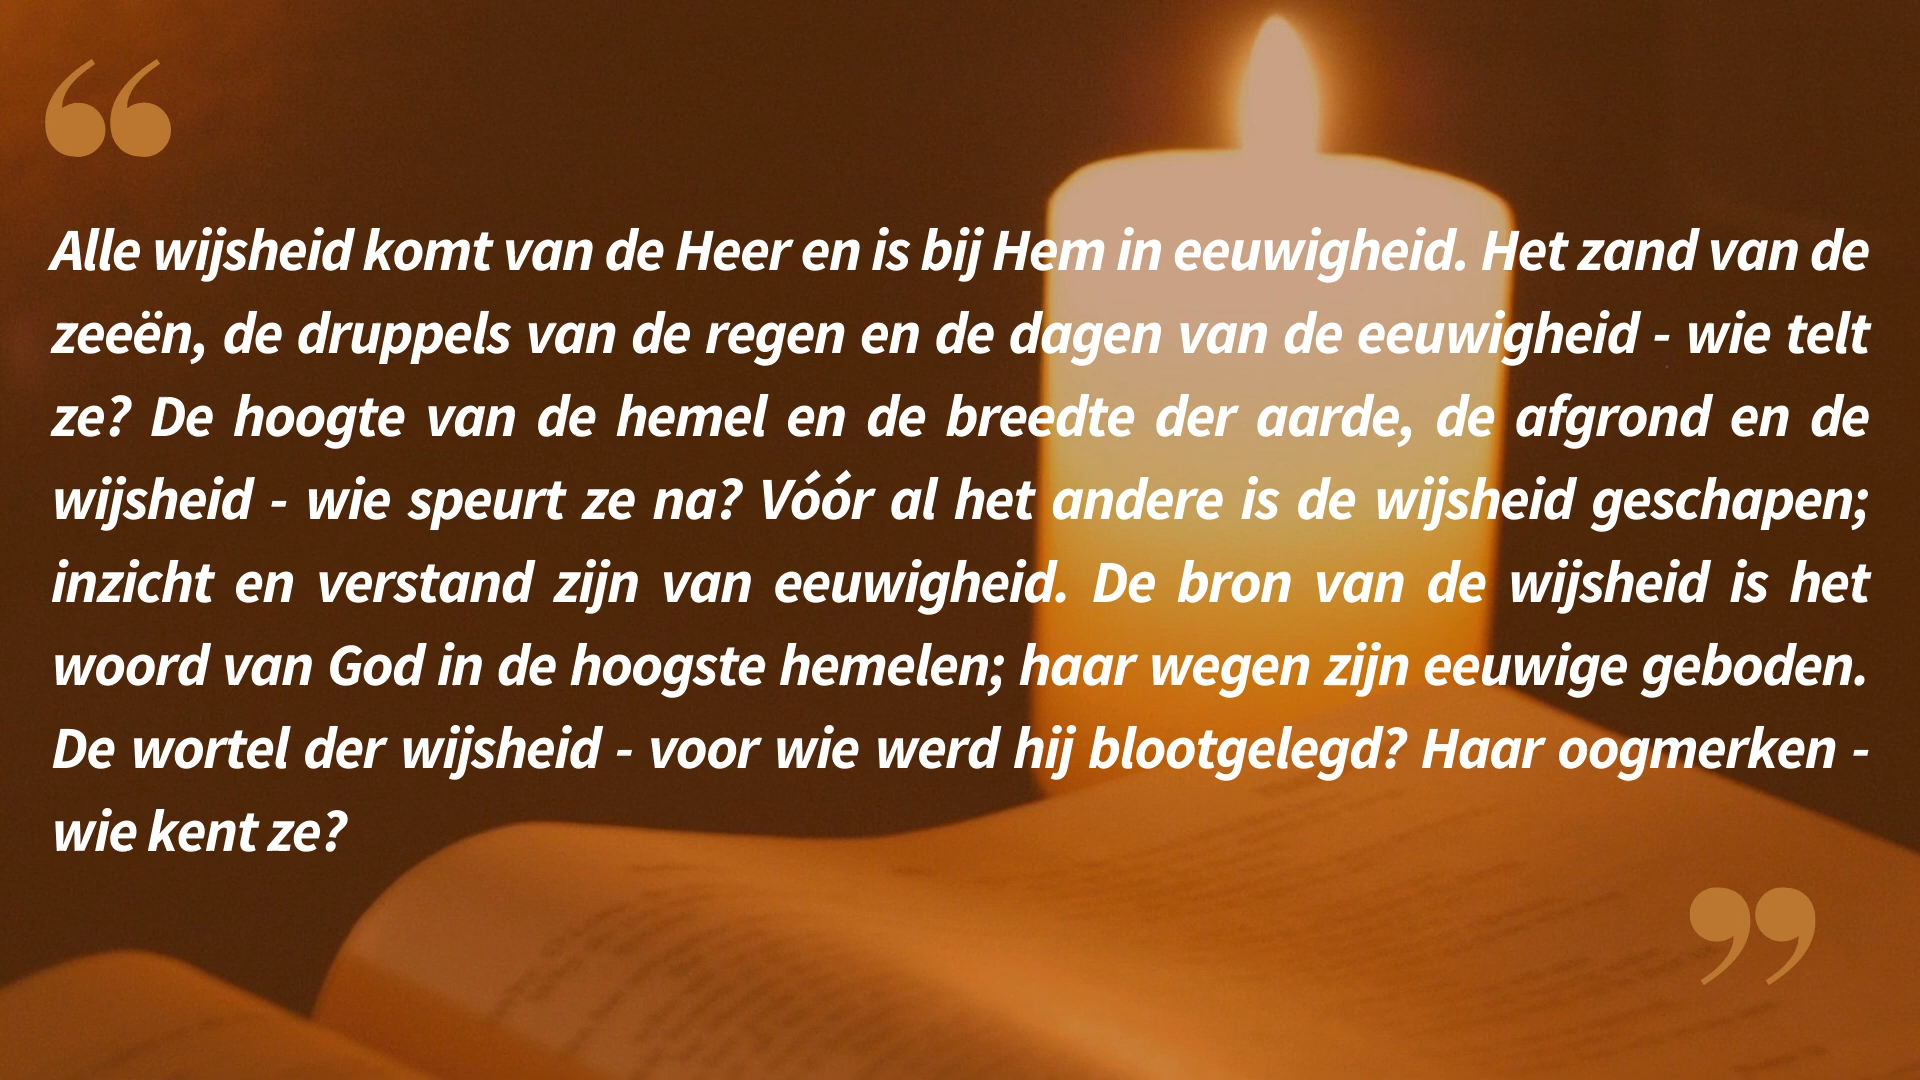 “
Alle wijsheid komt van de Heer en is bij Hem in eeuwigheid. Het zand van de
zeeën, de druppels van de regen en de dagen van de eeuwigheid - wie telt
ze? De hoogte van de hemel en de breedte der aarde, de afgrond en de
wijsheid - wie speurt ze na? Vóór al het andere is de wijsheid geschapen;
inzicht en verstand zijn van eeuwigheid. De bron van de wijsheid is het
woord van God in de hoogste hemelen; haar wegen zijn eeuwige geboden.
De wortel der wijsheid - voor wie werd hij blootgelegd? Haar oogmerken -
wie kent ze?
”